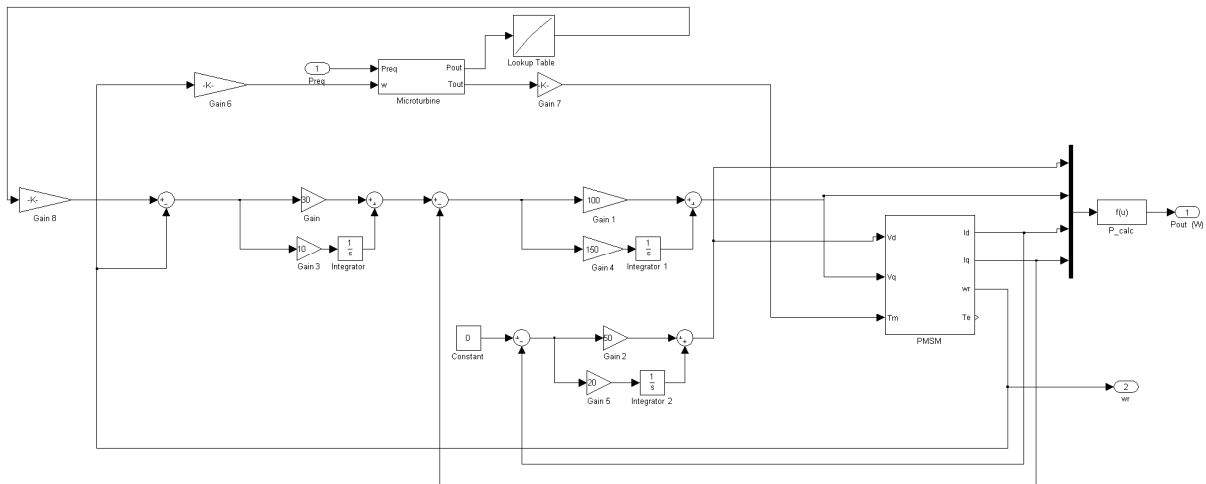 Lookup Table
1
Preq
-K-
Gain 6
Preq
Pout
w
Tout
Microturbine
-K-
Gain 7
-K-
Gain 8
+
-
30
Gain
+
+
+
-
100
Gain 1
+
+
10
Gain 3
1
s
Integrator
150
Gain 4
1
s
Integrator 1
Vd
Id
Vq
Iq
wr
Tm
Te
PMSM
f(u)
P_calc
1
Pout (W)
0
Constant
+
-
50
Gain 2
+
+
20
Gain 5
1
s
Integrator 2
2
wr